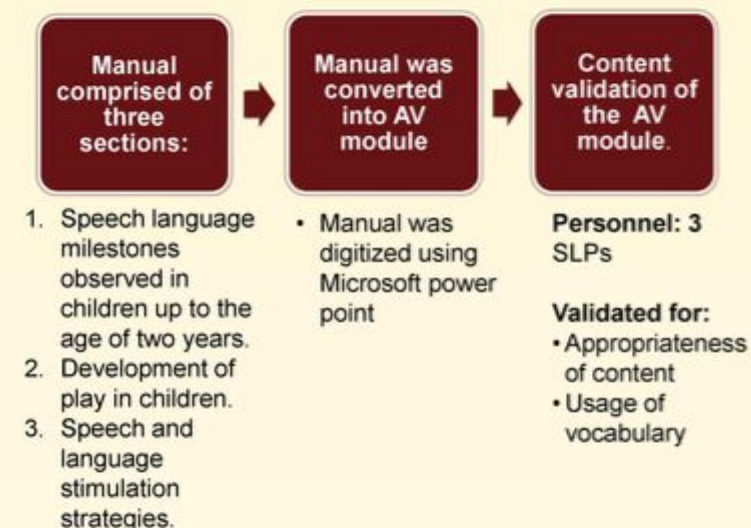 Manual
comprised of
three
sections:
1. Speech language
milestones
observed in
children up to the
age of two years.
2. Development of
play in children.
3. Speech and
language
stimulation
strategies.
Manual was
converted
into AV
module
• Manual was
digitized using
Microsoft power
point
Content
validation of
the AV
module.
Personnel: 3
SLPs
Validated for:
• Appropriateness
of content
• Usage of
vocabulary